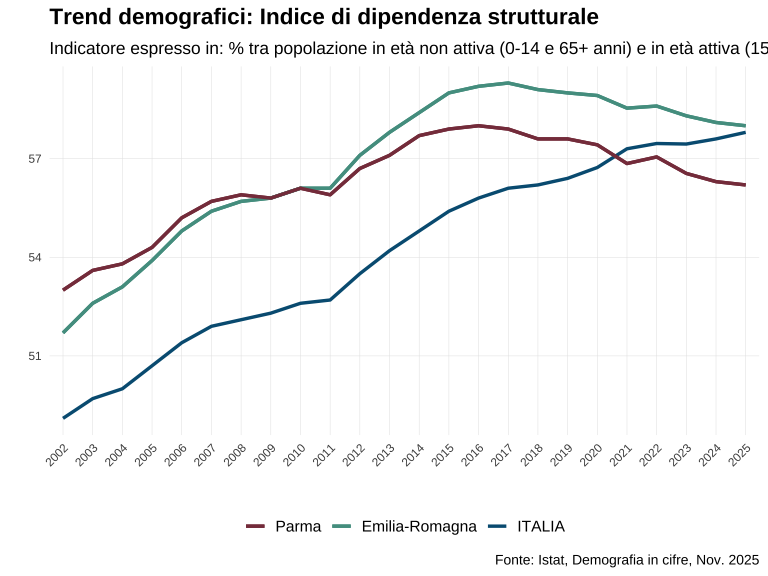 Trend demografici: Indice di dipendenza strutturale
Indicatore espresso in: % tra popolazione in età non attiva (0-14 e 65+ anni) e in età attiva (15
57
54
51
2002 2003 2004 2005 2006 2007 2008 2009 2010 2011 2012 2013 2014 2015 2016 2017 2018 2019 2020 2021 2022 2023 2024 2025
Parma Emilia-Romagna ITALIA
Fonte: Istat, Demografia in cifre, Nov. 2025